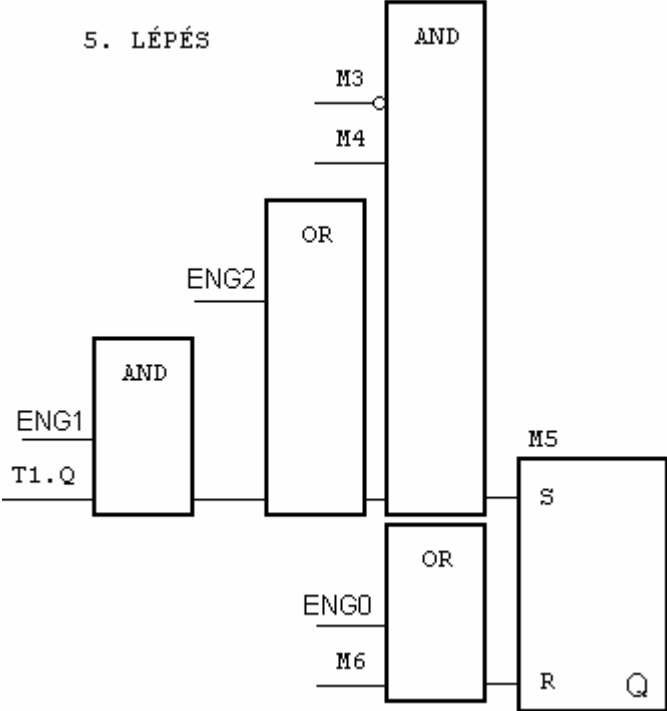 5. LÉPÉS
AND
M3
M4
OR
ENG2
AND
ENG1
T1.Q
M5
S
OR
ENG0
M6
R
Q